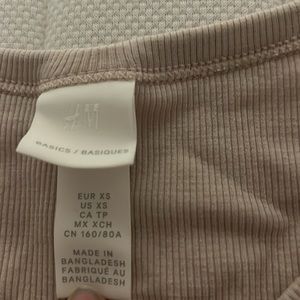 H&M
BASICS / BASIQUES
EUR XS
US XS
CA TP
MX XCH
CN 160/80A
MADE IN
BANGLADESH
FABRIQUÉ AU
BANGLADESH